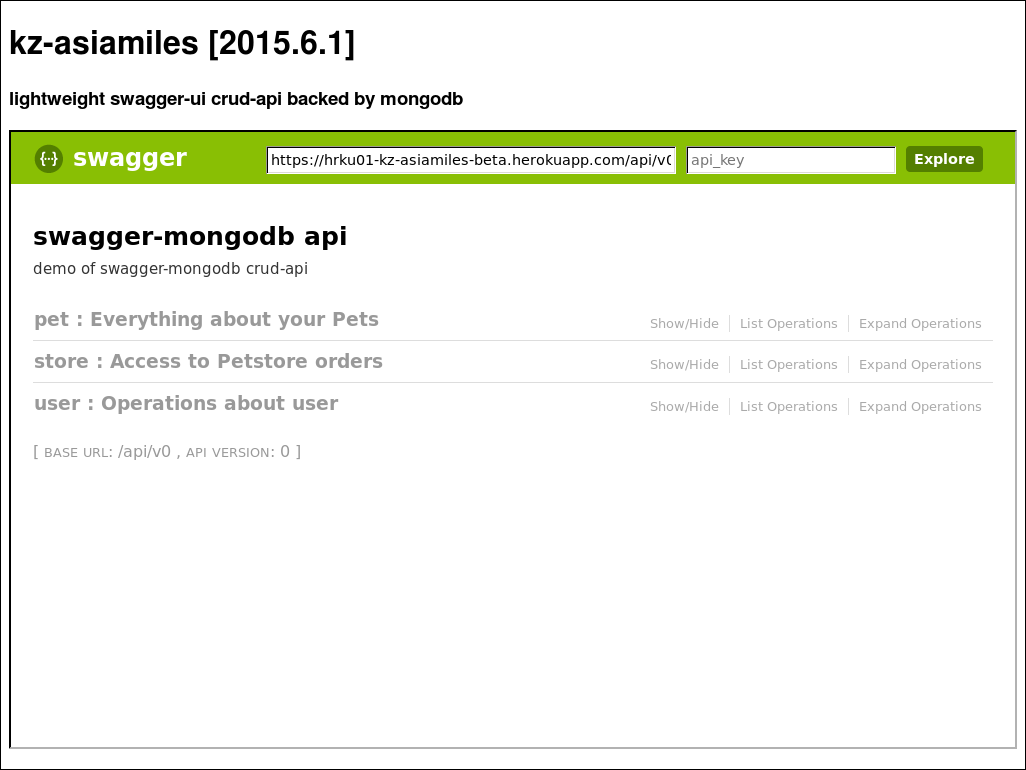 kz-asiamiles [2015.6.1]
lightweight swagger-ui crud-api backed by mongodb
{···} swagger https://hrku01-kz-asiamiles-beta.herokuapp.com/api/v0 api_key Explore
swagger-mongodb api
demo of swagger-mongodb crud-api
pet : Everything about your Pets Show/Hide List Operations Expand Operations
store : Access to Petstore orders Show/Hide List Operations Expand Operations
user : Operations about user Show/Hide List Operations Expand Operations
[ BASE URL: /api/v0 , API VERSION: 0 ]